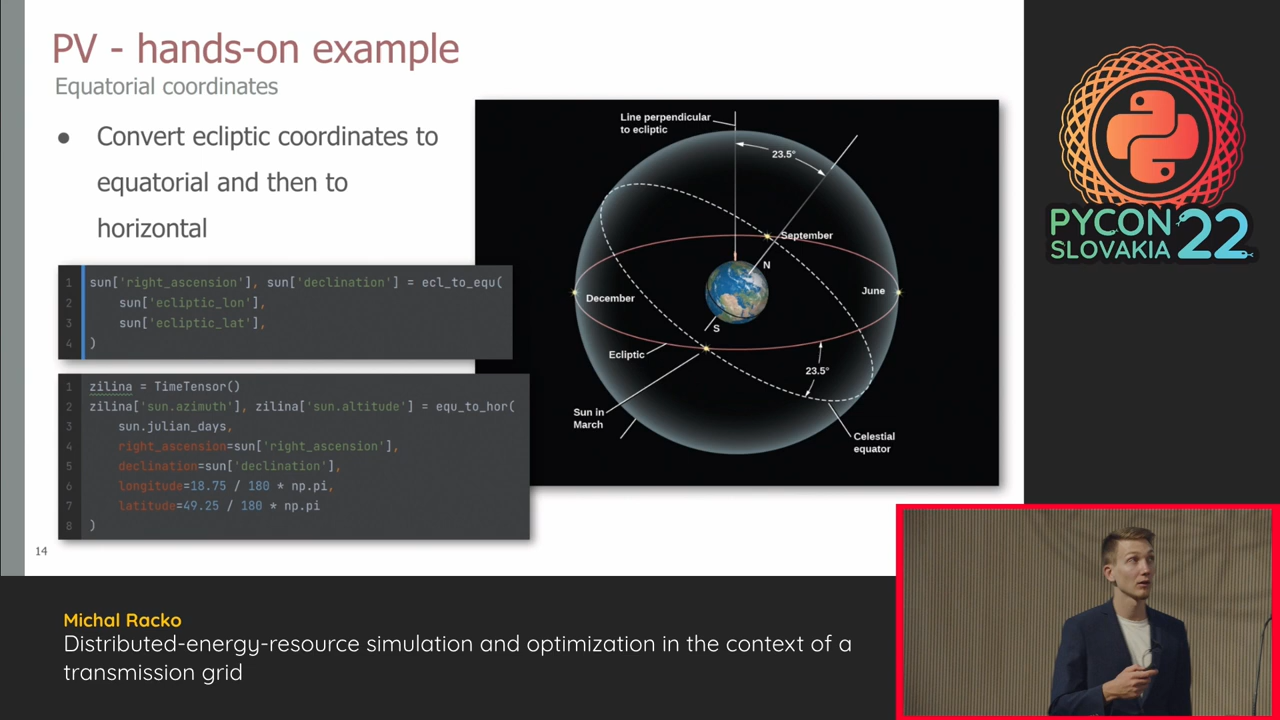 PV - hands-on example
Equatorial coordinates
● Convert ecliptic coordinates to
equatorial and then to
horizontal
1 sun['right_ascension'], sun['declination'] = ecl_to_equ(
2 sun['ecliptic_lon'],
3 sun['ecliptic_lat'],
4 )
1 zilina = TimeTensor()
2 zilina['sun.azimuth'], zilina['sun.altitude'] = equ_to_hor(
3 sun.julian_days,
4 right_ascension=sun['right_ascension'],
5 declination=sun['declination'],
6 longitude=18.75 / 180 * np.pi,
7 latitude=49.25 / 180 * np.pi
8 )
Line perpendicular
to ecliptic
23.5°
September
N
December
June
S
Ecliptic
23.5°
Sun in
March
Celestial
equator
14
PYCON
SLOVAKIA
22
Michal Racko
Distributed-energy-resource simulation and optimization in the context of a
transmission grid